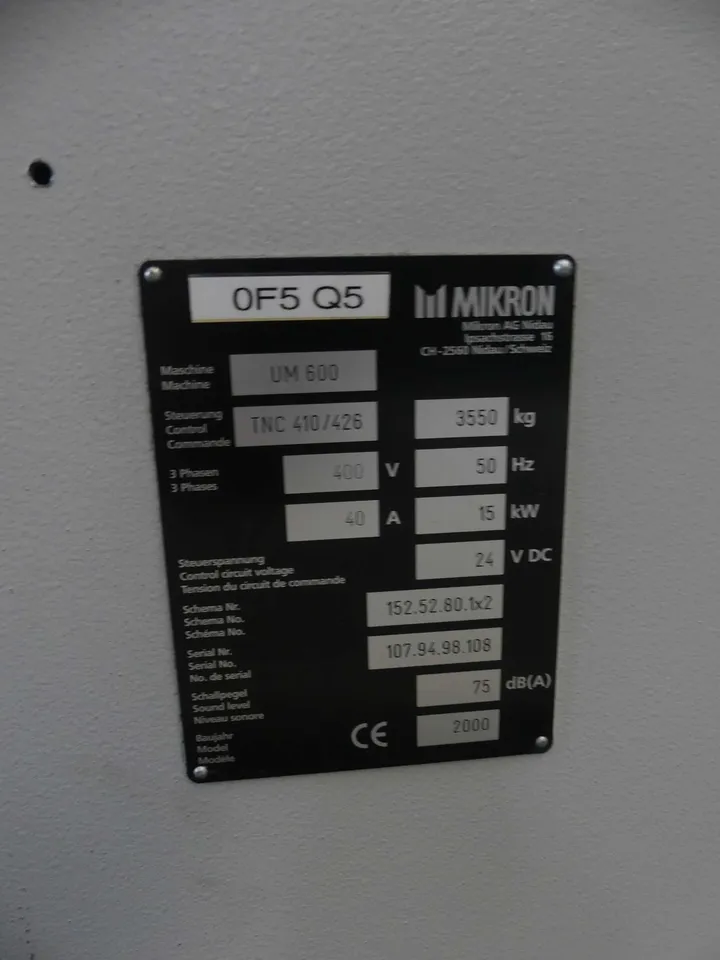 0F5 Q5
MIKRON
Mikron AG Nidau
Ipsachstrasse 16
CH-2560 Nidau/Schweiz
Maschine
Machine
UM 600
Steuerung
Control
Commande
TNC 410/426
3550 kg
3 Phasen
3 Phases
400 V
50 Hz
40 A
15 kW
Steuerspannung
Control circuit voltage
Tension du circuit de commande
24 V DC
Schema Nr.
Schema No.
Schéma No.
152.52.80.1x2
Serial Nr.
Serial No.
No. de serial
107.94.98.108
Schallpegel
Sound level
Niveau sonore
75 dB(A)
Baujahr
Model
Modèle
CE
2000